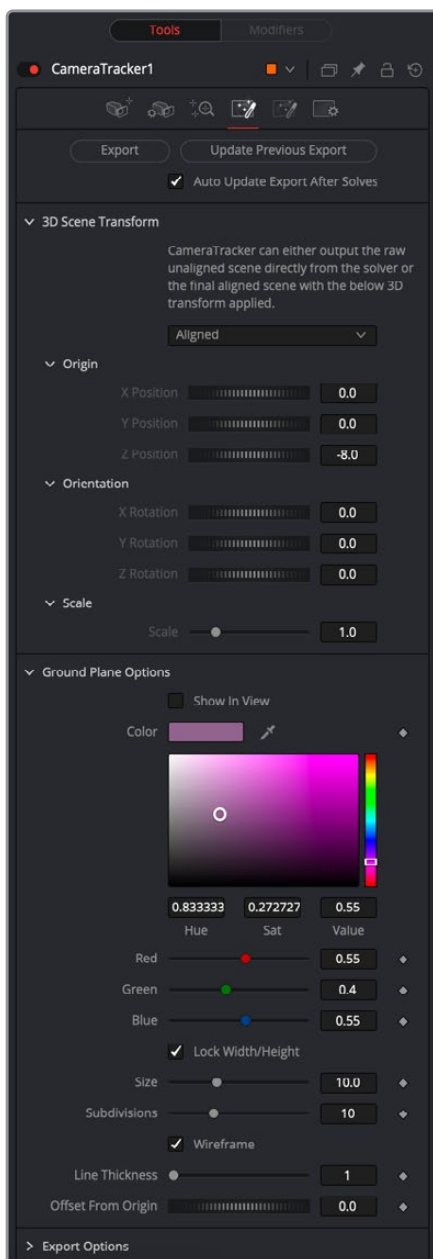 Tools Modifiers
CameraTracker1
Export Update Previous Export
Auto Update Export After Solves
3D Scene Transform
CameraTracker can either output the raw
unaligned scene directly from the solver or
the final aligned scene with the below 3D
transform applied.
Aligned
Origin
X Position 0.0
Y Position 0.0
Z Position -8.0
Orientation
X Rotation 0.0
Y Rotation 0.0
Z Rotation 0.0
Scale
Scale 1.0
Ground Plane Options
Show In View
Color
0.833333 0.272727 0.55
Hue Sat Value
Red 0.55
Green 0.4
Blue 0.55
Lock Width/Height
Size 10.0
Subdivisions 10
Wireframe
Line Thickness 1
Offset From Origin 0.0
Export Options